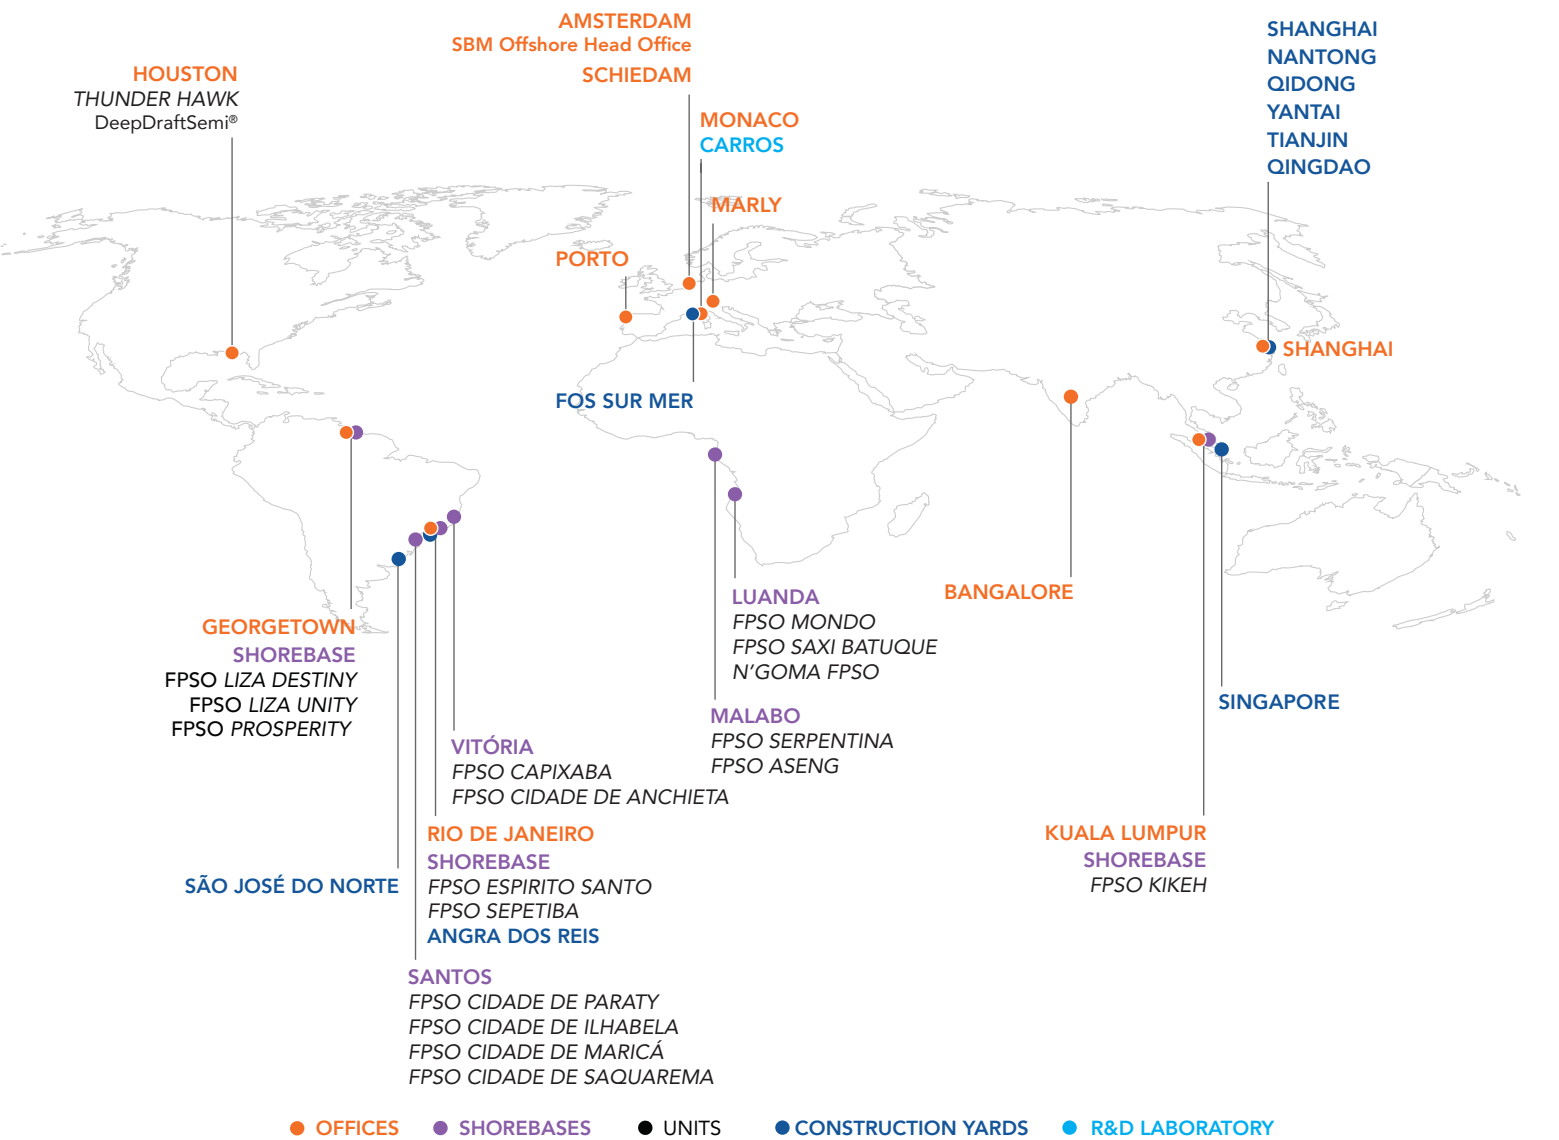 AMSTERDAM
SBM Offshore Head Office
SCHIEDAM
HOUSTON
THUNDER HAWK
DeepDraftSemi®
MONACO
CARROS
MARLY
PORTO
SHANGHAI
NANTONG
QIDONG
YANTAI
TIANJIN
QINGDAO
SHANGHAI
FOS SUR MER
GEORGETOWN
SHOREBASE
FPSO LIZA DESTINY
FPSO LIZA UNITY
FPSO PROSPERITY
LUANDA
FPSO MONDO
FPSO SAXI BATUQUE
N’GOMA FPSO
BANGALORE
SINGAPORE
MALABO
FPSO SERPENTINA
FPSO ASENG
VITÓRIA
FPSO CAPIXABA
FPSO CIDADE DE ANCHIETA
RIO DE JANEIRO
SHOREBASE
FPSO ESPIRITO SANTO
FPSO SEPETIBA
ANGRA DOS REIS
SÃO JOSÉ DO NORTE
KUALA LUMPUR
SHOREBASE
FPSO KIKEH
SANTOS
FPSO CIDADE DE PARATY
FPSO CIDADE DE ILHABELA
FPSO CIDADE DE MARICÁ
FPSO CIDADE DE SAQUAREMA
OFFICES SHOREBASES UNITS CONSTRUCTION YARDS R&D LABORATORY